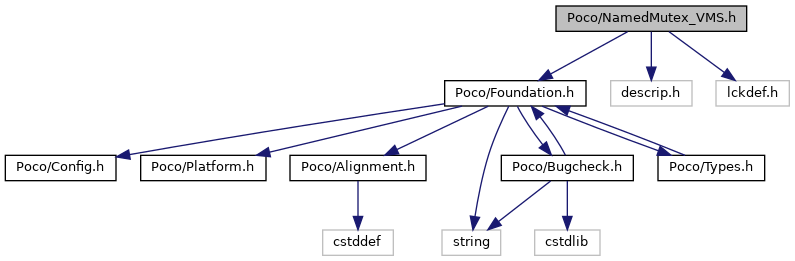 Poco/NamedMutex_VMS.h
Poco/Foundation.h
descrip.h
lckdef.h
Poco/Config.h
Poco/Platform.h
Poco/Alignment.h
Poco/Bugcheck.h
Poco/Types.h
cstddef
string
cstdlib